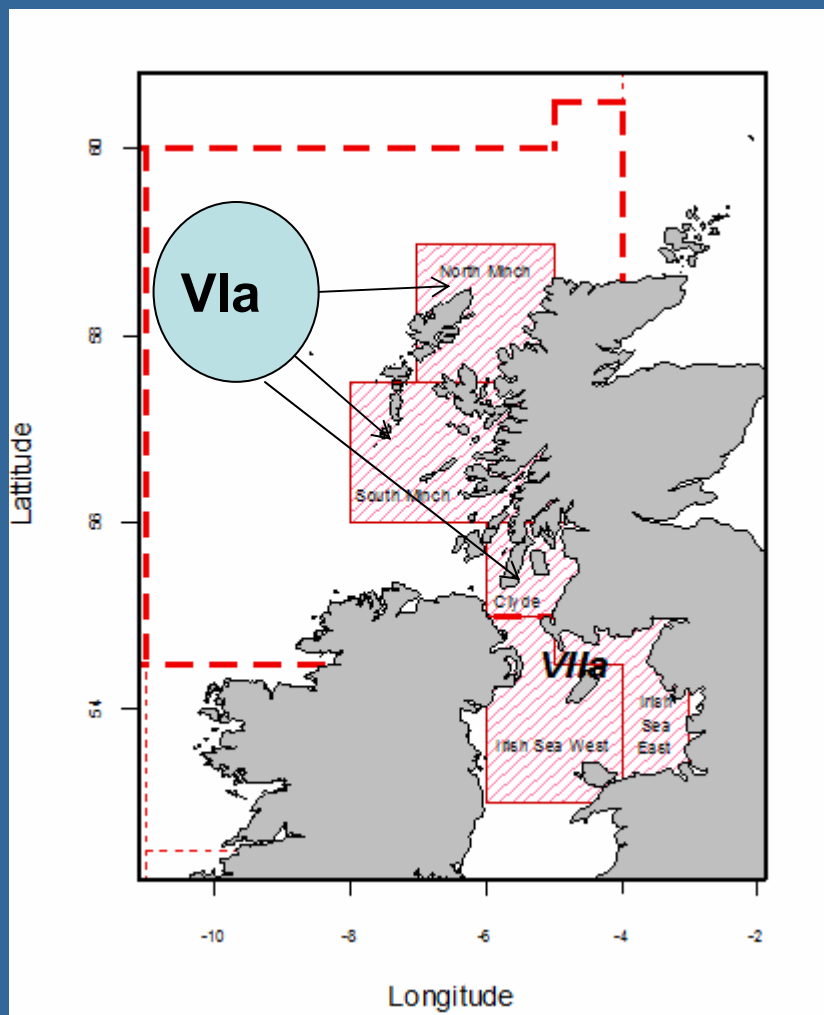 60
VIa
North Minch
58
Lattitude
South Minch
56
Clyde
VIIa
54
Irish
Sea
East
Irish Sea West
-10 -8 -6 -4 -2
Longitude